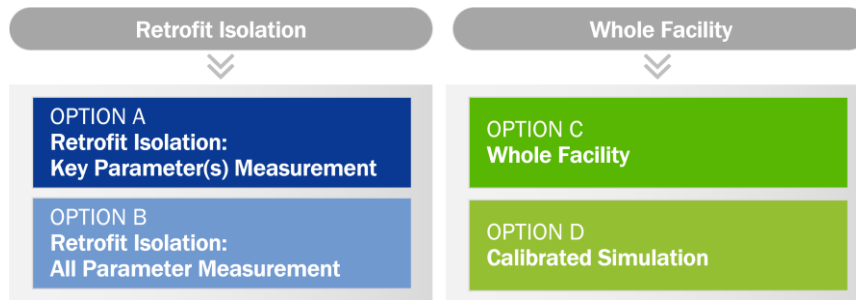 Retrofit Isolation
Whole Facility
OPTION A
Retrofit Isolation:
Key Parameter(s) Measurement
OPTION B
Retrofit Isolation:
All Parameter Measurement
OPTION C
Whole Facility
OPTION D
Calibrated Simulation